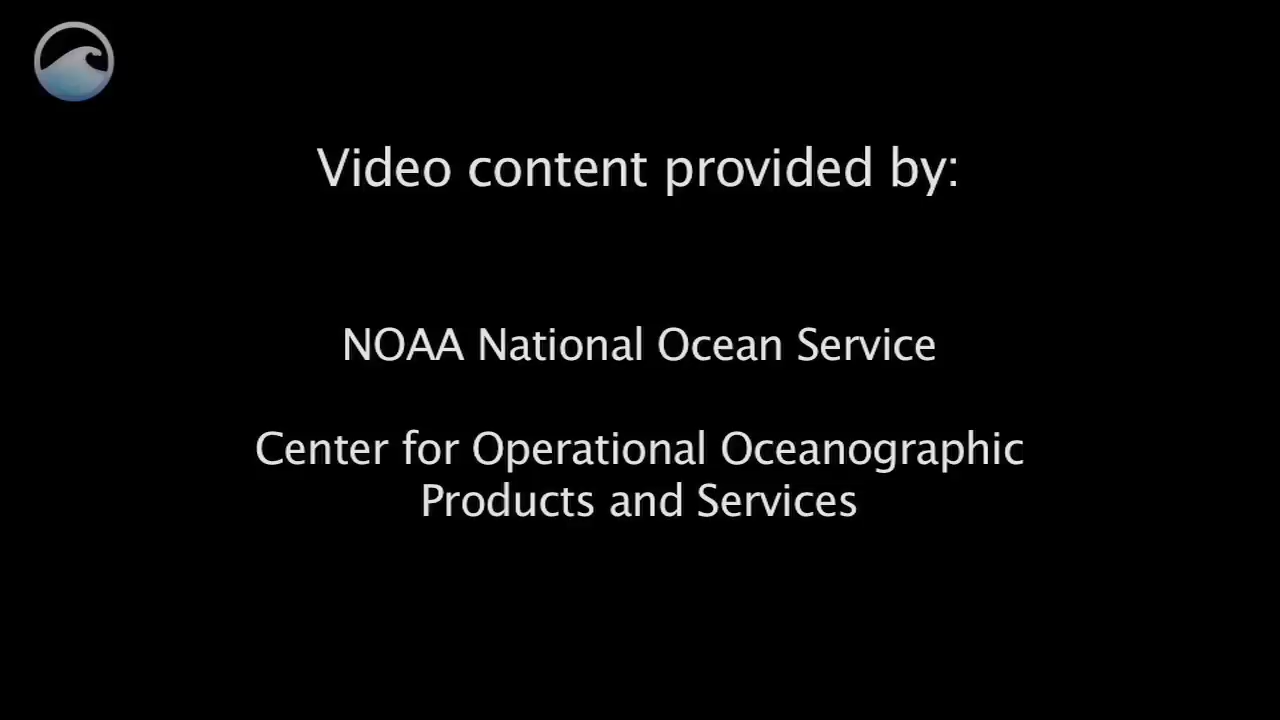 Video content provided by:
NOAA National Ocean Service
Center for Operational Oceanographic
Products and Services